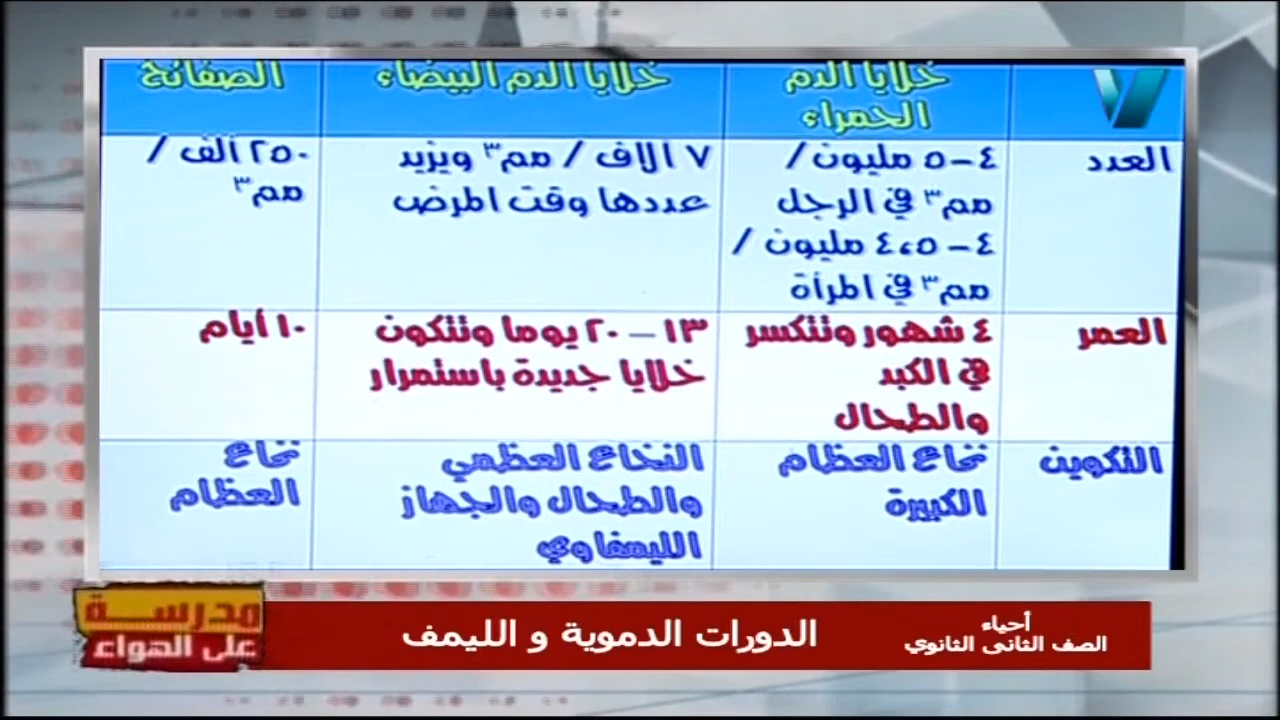 خلايا الدم الحمراء
خلايا الدم البيضاء
الصفائح
العدد
٤-٥ مليون/
مم٣ في الرجل
٤-٤،٥ مليون/
مم٣ في المرأة
٧ الاف / مم٣ ويزيد
عددها وقت المرض
٢٥٠ ألف /
مم٣
العمر
٤ شهور وتتكسر
في الكبد
والطحال
١٣ – ٢٠ يوما وتتكون
خلايا جديدة باستمرار
١٠ أيام
التكوين
نخاع العظام
الكبيرة
النخاع العظمي
والطحال والجهاز
الليمفاوي
نخاع
العظام
أحياء
الصف الثانى الثانوي
الدورات الدموية و الليمف
مدرسة
على الهواء